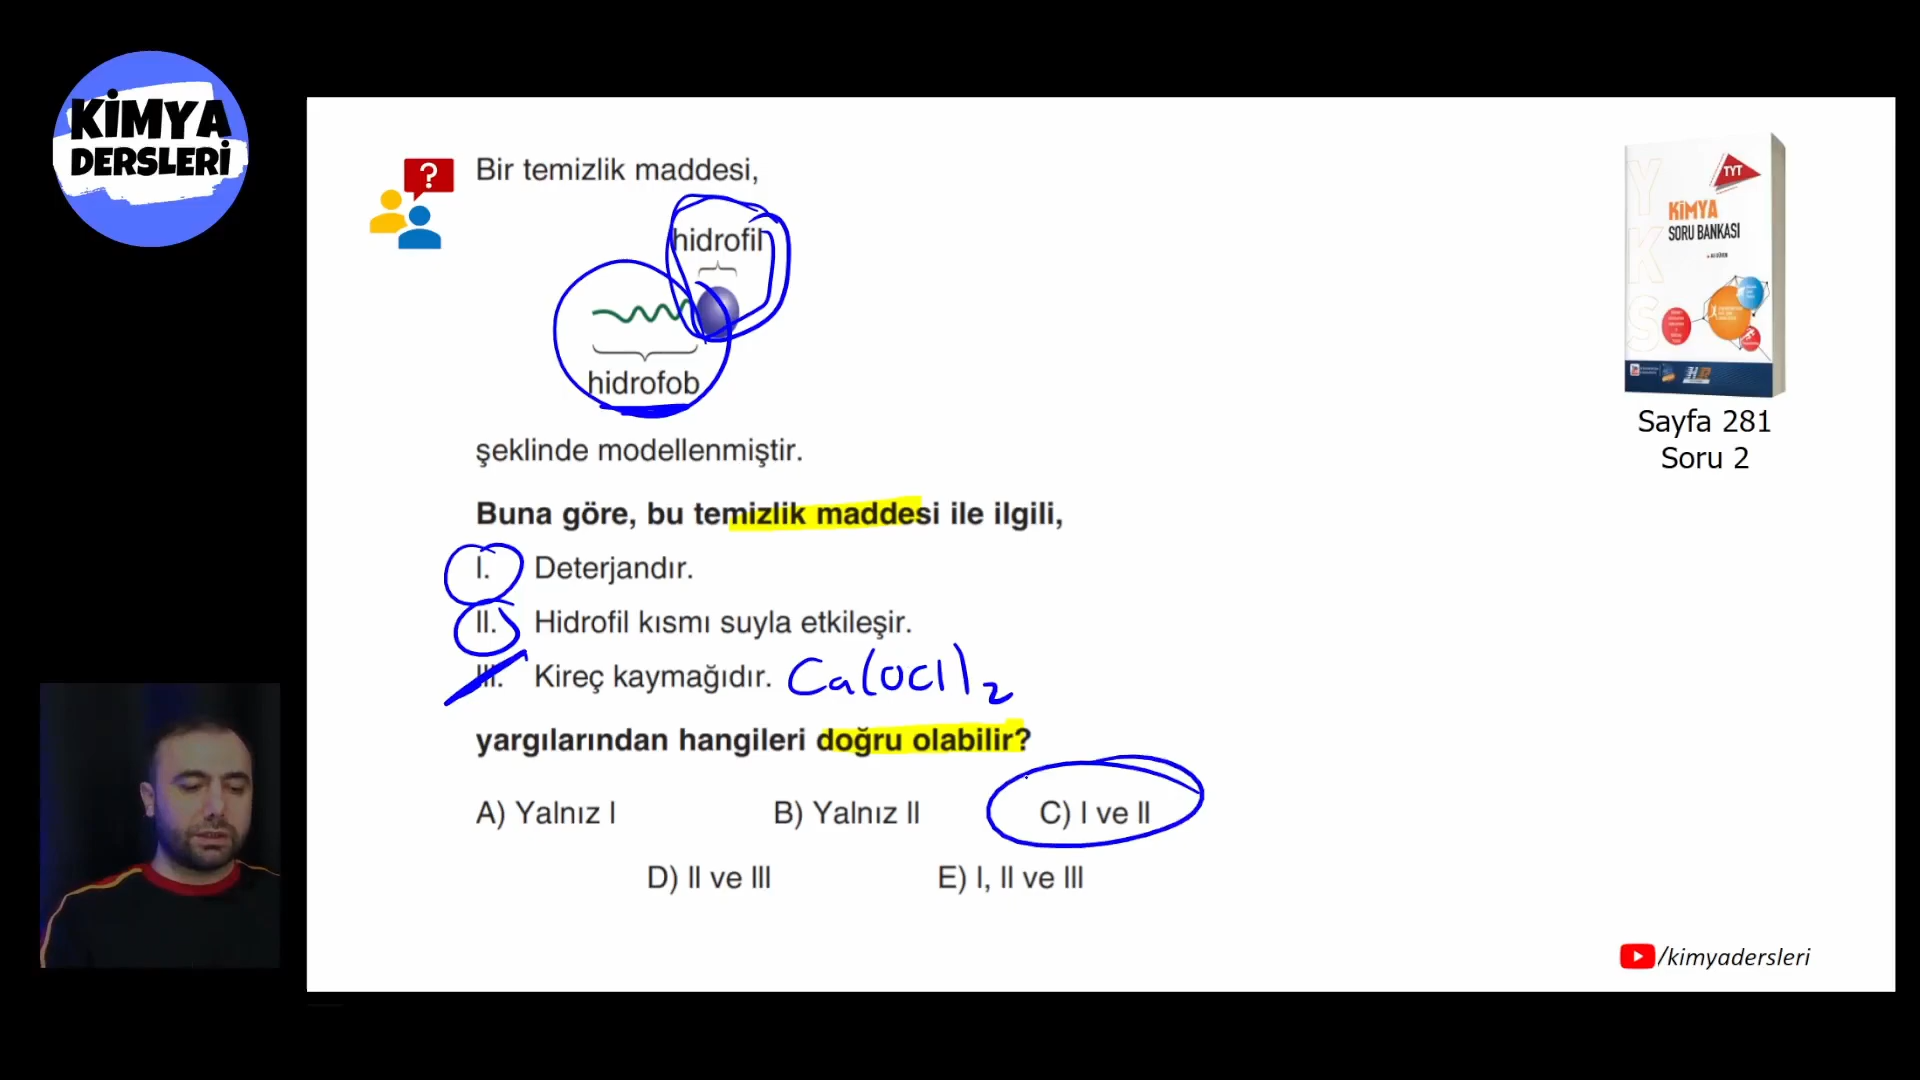 KİMYA
DERSLERİ
?
Bir temizlik maddesi,
hidrofil
hidrofob
şeklinde modellenmiştir.
Buna göre, bu temizlik maddesi ile ilgili,
I. Deterjandır.
II. Hidrofil kısmı suyla etkileşir.
III. Kireç kaymağıdır. Ca(OCl)2
yargılarından hangileri doğru olabilir?
A) Yalnız I B) Yalnız II C) I ve II
D) II ve III E) I, II ve III
YKS
TYT
KİMYA
SORU BANKASI
Sayfa 281
Soru 2
/kimyadersleri